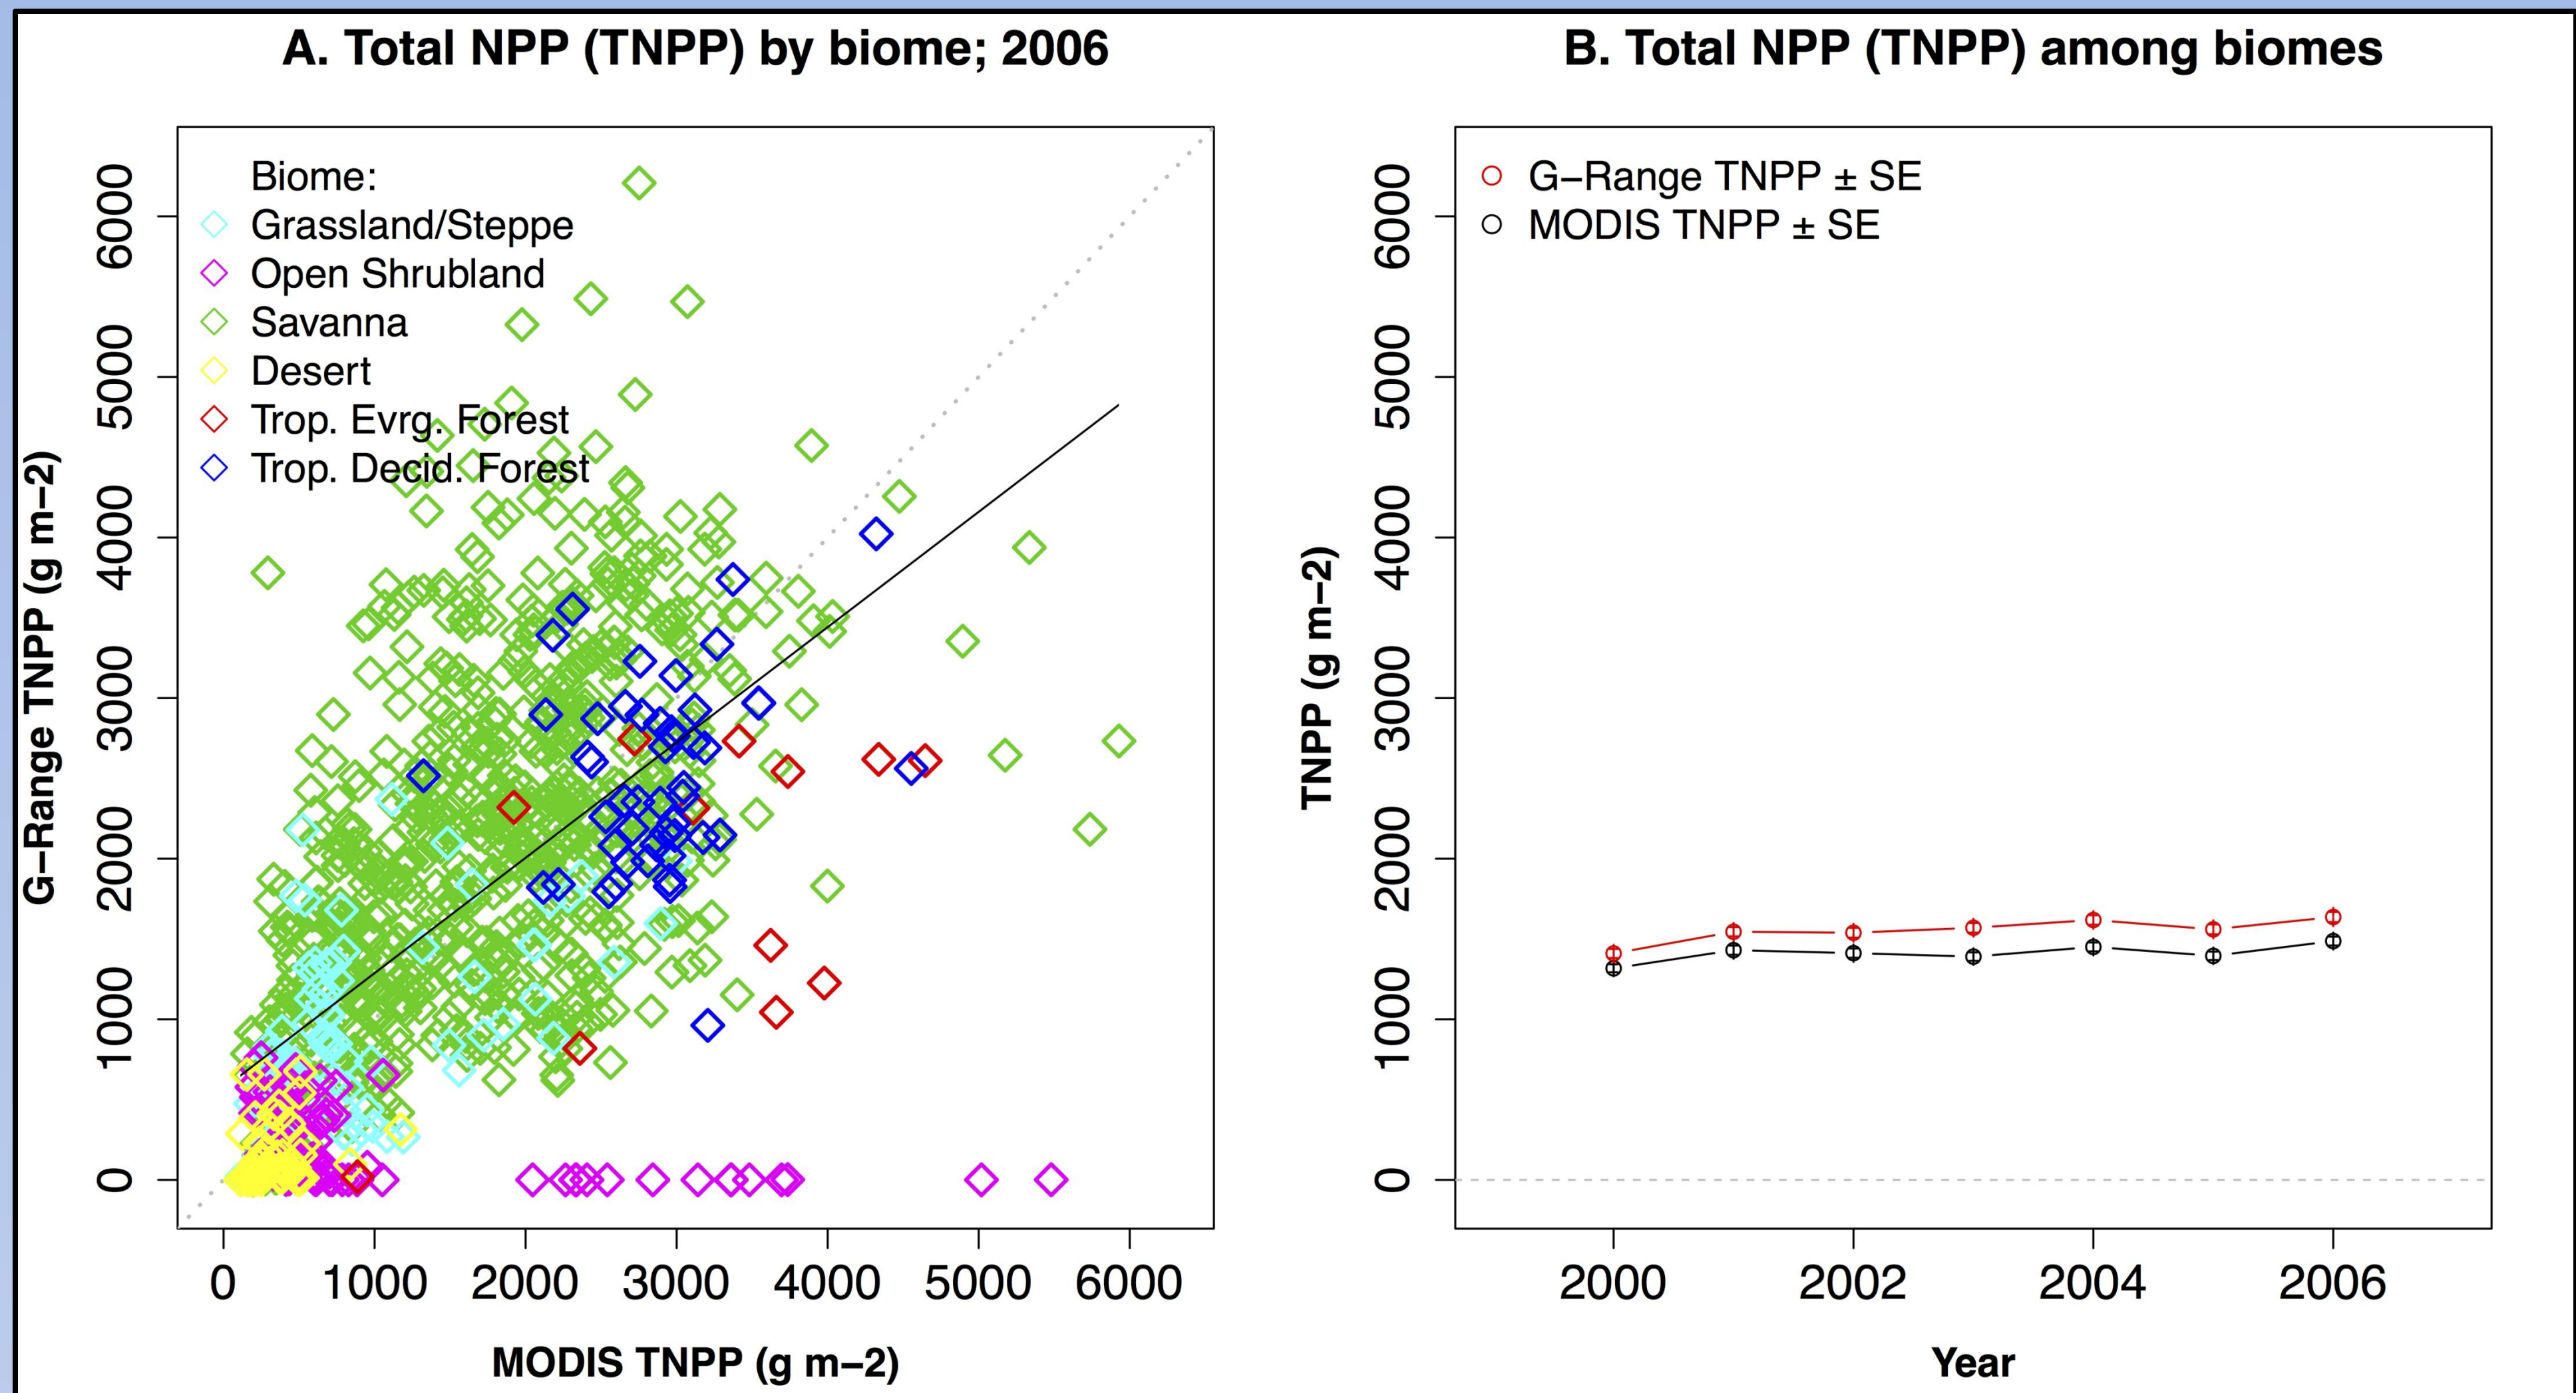 A. Total NPP (TNPP) by biome; 2006
G−Range TNPP (g m−2)
6000
5000
4000
3000
2000
1000
0
Biome:
Grassland/Steppe
Open Shrubland
Savanna
Desert
Trop. Evrg. Forest
Trop. Decid. Forest
0 1000 2000 3000 4000 5000 6000
MODIS TNPP (g m−2)
B. Total NPP (TNPP) among biomes
TNPP (g m−2)
6000
5000
4000
3000
2000
1000
0
G−Range TNPP ± SE
MODIS TNPP ± SE
2000 2002 2004 2006
Year